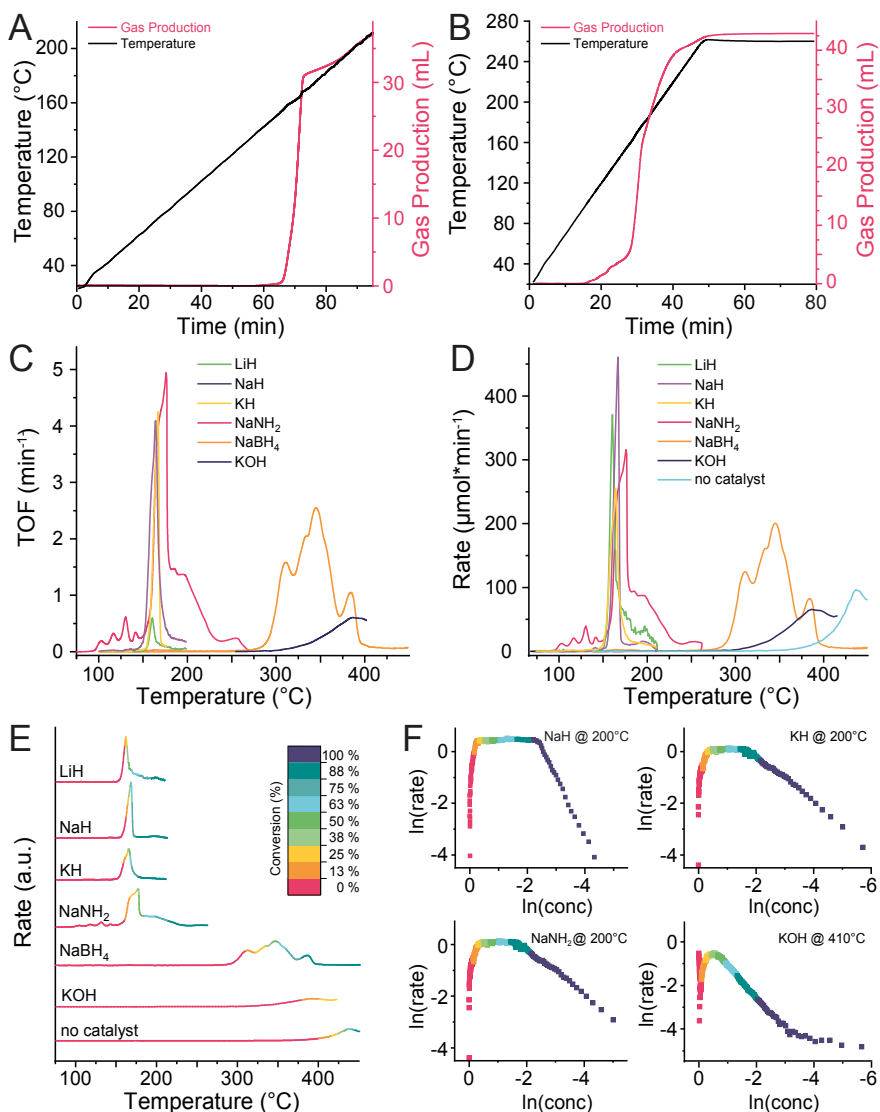 A
Gas Production
Temperature
Temperature (°C)
200
160
120
80
40
0
20
40
60
80
Time (min)
30
20
10
0
Gas Production (mL)
B
Gas Production
Temperature
Temperature (°C)
280
240
200
160
120
80
40
0
20
40
60
80
Time (min)
40
30
20
10
0
Gas Production (mL)
C
LiH
NaH
KH
NaNH₂
NaBH₄
KOH
TOF (min⁻¹)
5
4
3
2
1
0
100
200
300
400
Temperature (°C)
D
LiH
NaH
KH
NaNH₂
NaBH₄
KOH
no catalyst
Rate (µmol*min⁻¹)
400
300
200
100
0
100
200
300
400
Temperature (°C)
E
LiH
NaH
KH
NaNH₂
NaBH₄
KOH
no catalyst
Rate (a.u.)
Conversion (%)
100 %
88 %
75 %
63 %
50 %
38 %
25 %
13 %
0 %
100
200
300
400
Temperature (°C)
F
NaH @ 200°C
ln(rate)
0
-2
-4
0
-2
-4
-6
ln(conc)
KH @ 200°C
ln(rate)
0
-2
-4
0
-2
-4
-6
ln(conc)
NaNH₂@ 200°C
ln(rate)
0
-2
-4
0
-2
-4
-6
ln(conc)
KOH @ 410°C
ln(rate)
0
-2
-4
0
-2
-4
-6
ln(conc)